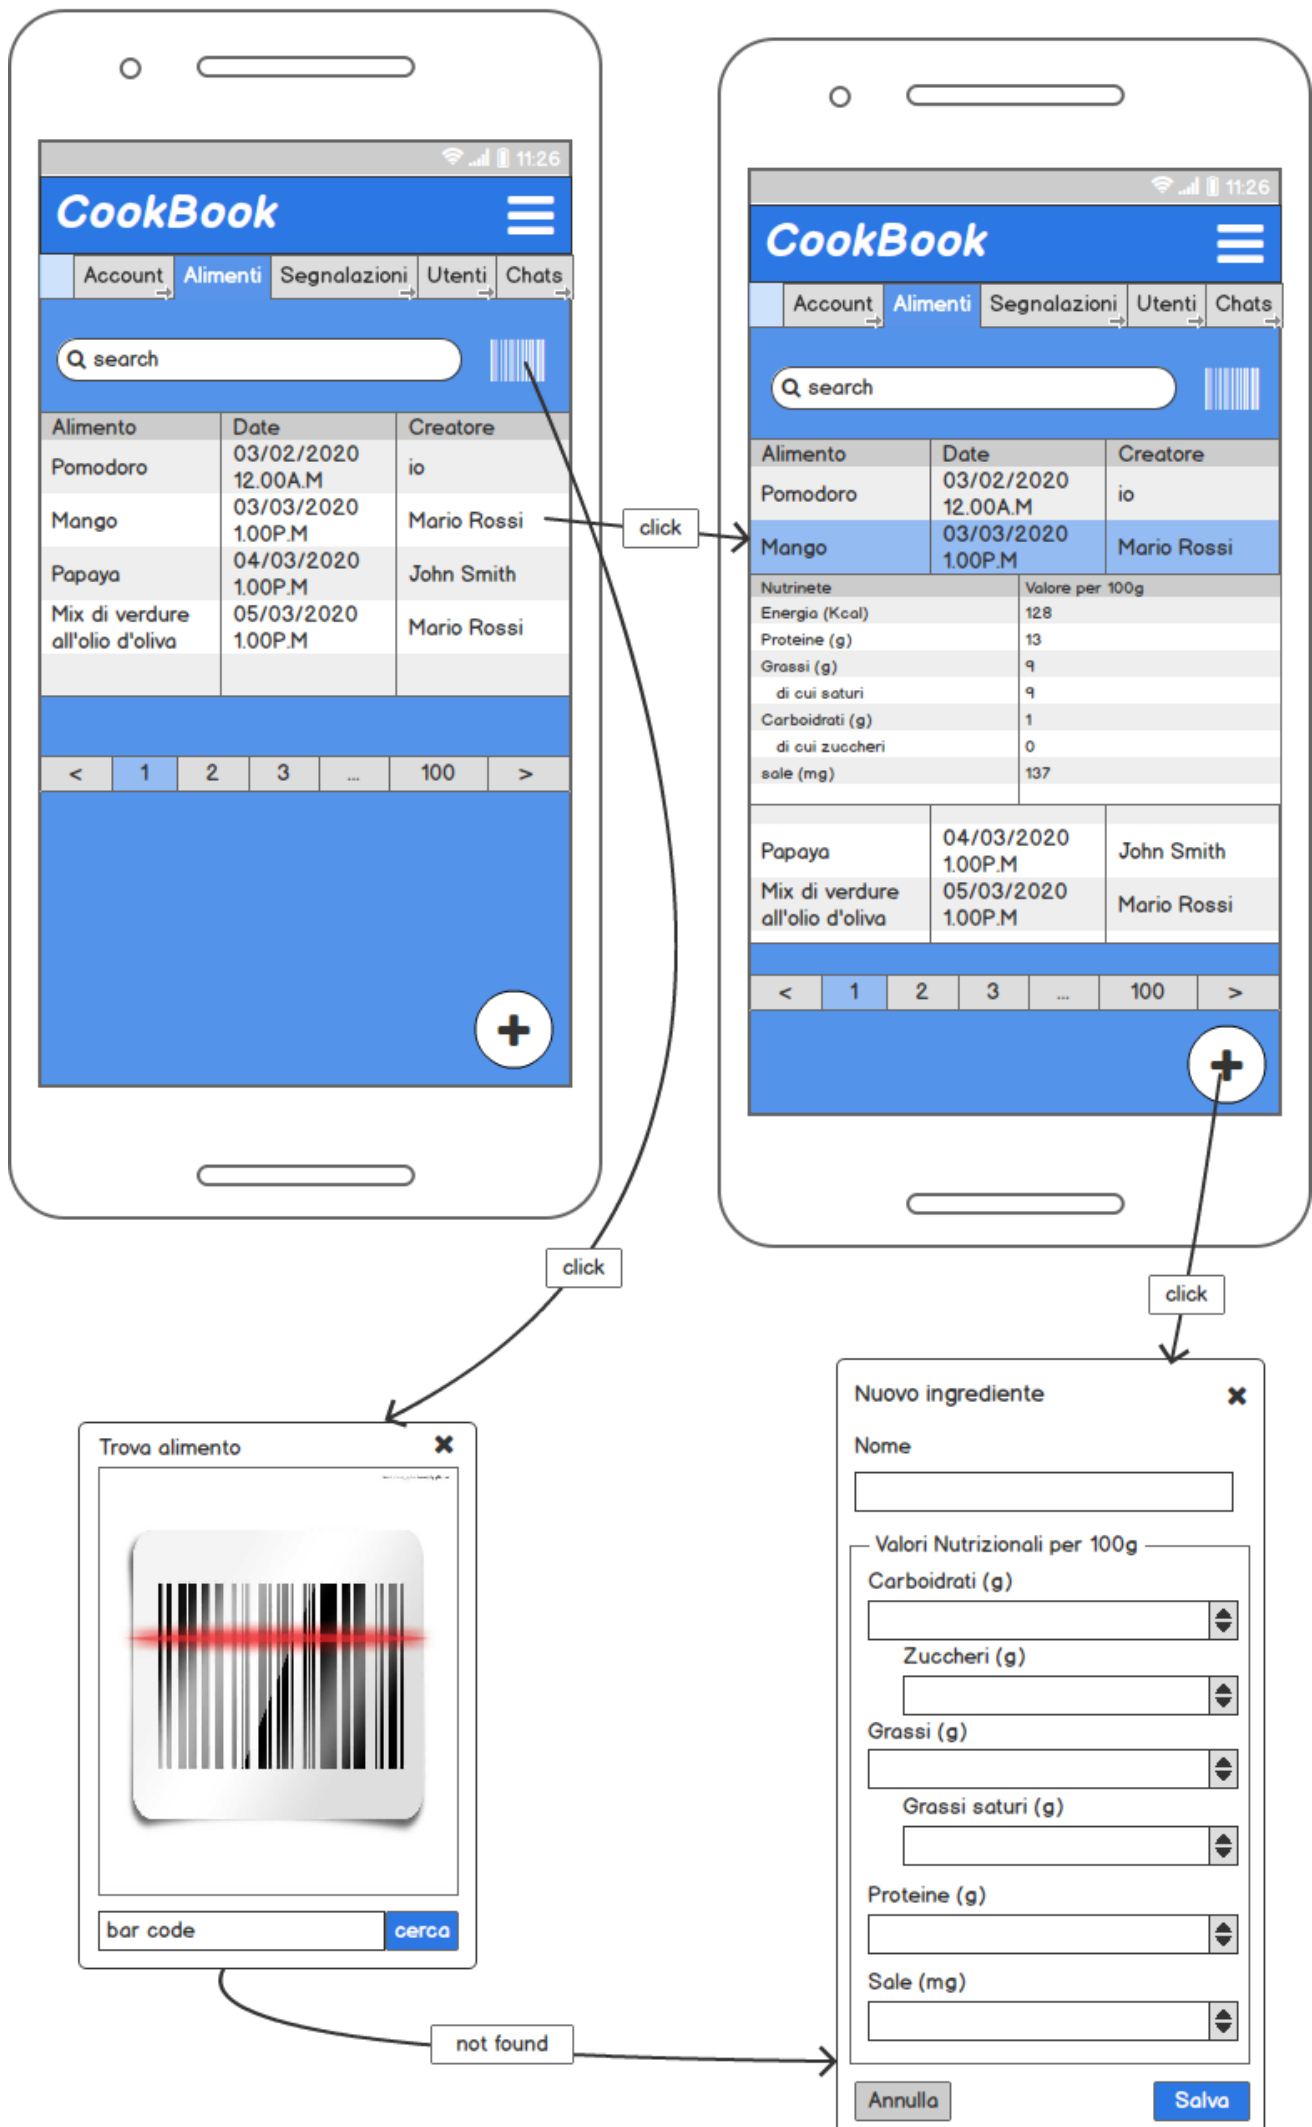 11:26
CookBook
Account Alimenti Segnalazioni Utenti Chats
search
Alimento Date Creatore
Pomodoro 03/02/2020 12.00A.M io
Mango 03/03/2020 1.00P.M Mario Rossi
Papaya 04/03/2020 1.00P.M John Smith
Mix di verdure all'olio d'oliva 05/03/2020 1.00P.M Mario Rossi
< 1 2 3 ... 100 >
click
11:26
CookBook
Account Alimenti Segnalazioni Utenti Chats
search
Alimento Date Creatore
Pomodoro 03/02/2020 12.00A.M io
Mango 03/03/2020 1.00P.M Mario Rossi
Nutrinete Valore per 100g
Energia (Kcal) 128
Proteine (g) 13
Grassi (g) 9
di cui saturi 9
Carboidrati (g) 1
di cui zuccheri 0
sale (mg) 137
Papaya 04/03/2020 1.00P.M John Smith
Mix di verdure all'olio d'oliva 05/03/2020 1.00P.M Mario Rossi
< 1 2 3 ... 100 >
click
click
Trova alimento
bar code cerca
not found
Nuovo ingrediente
Nome
Valori Nutrizionali per 100g
Carboidrati (g)
Zuccheri (g)
Grassi (g)
Grassi saturi (g)
Proteine (g)
Sale (mg)
Annulla Salva